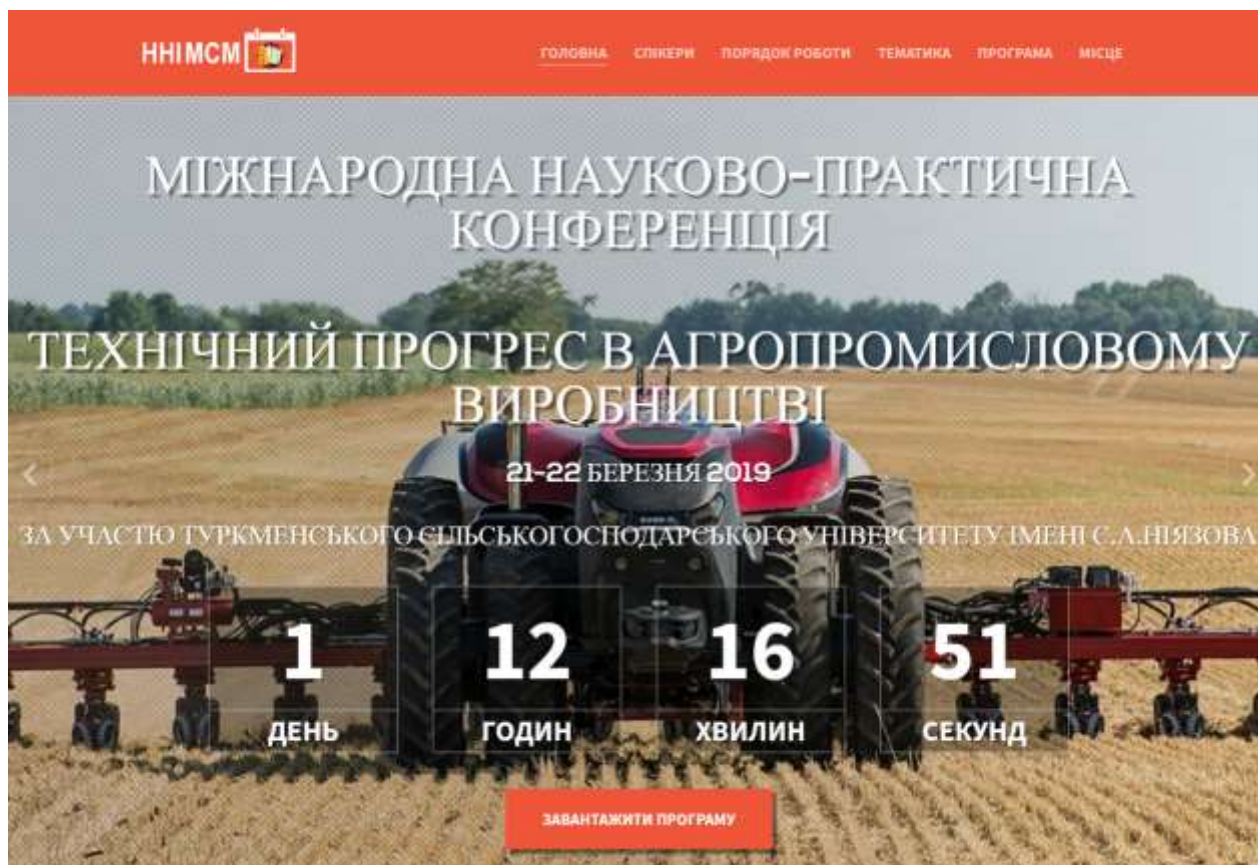 ННІМСМ
ГОЛОВНА СПІКЕРИ ПОРЯДОК РОБОТИ ТЕМАТИКА ПРОГРАМА МІСЦЕ
МІЖНАРОДНА НАУКОВО-ПРАКТИЧНА
КОНФЕРЕНЦІЯ
ТЕХНІЧНИЙ ПРОГРЕС В АГРОПРОМИСЛОВОМУ
ВИРОБНИЦТВІ
21-22 БЕРЕЗНЯ 2019
ЗА УЧАСТЮ ТУРКМЕНСЬКОГО СІЛЬСЬКОГОСПОДАРСЬКОГО УНІВЕРСИТЕТУ ІМЕНІ С.А.НІЯЗОВА
1 12 16 51
ДЕНЬ ГОДИН ХВИЛИН СЕКУНД
ЗАВАНТАЖИТИ ПРОГРАМУ